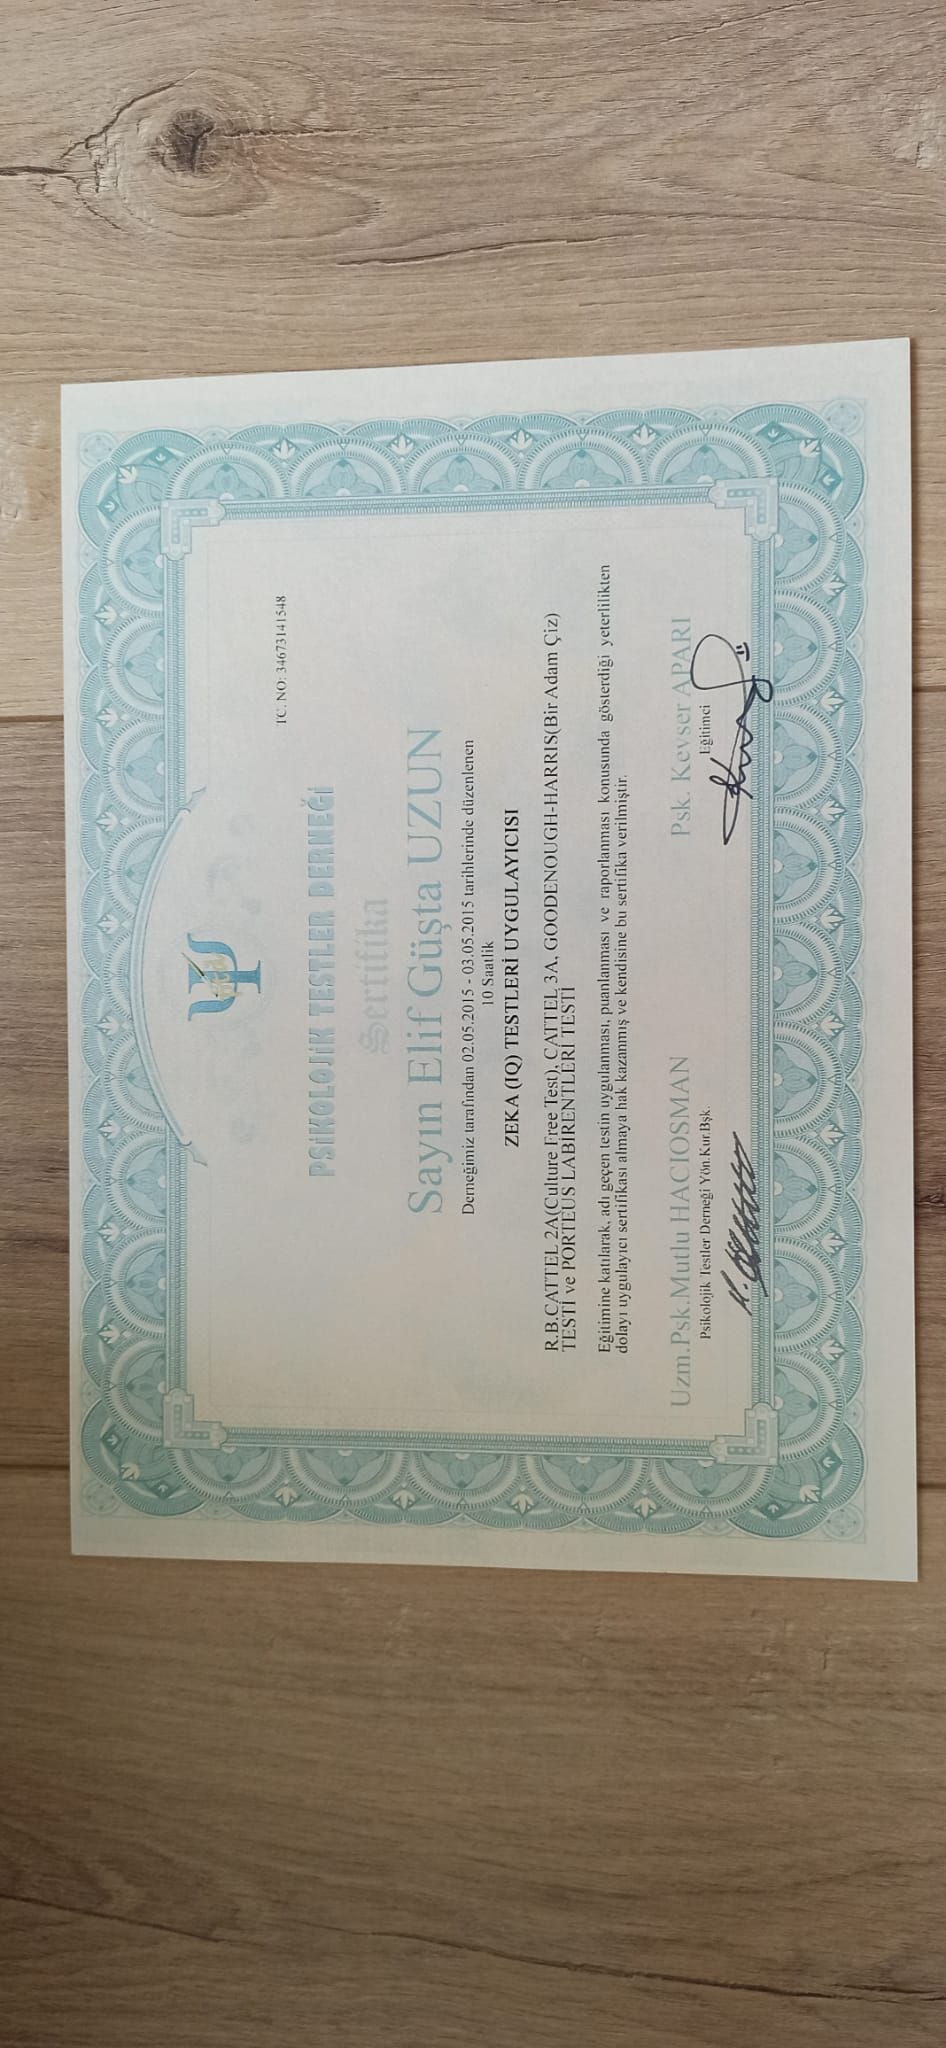 PSİKOLOJİK TESTLER DERNEĞİ
TC. NO: 34673141548
Sertifika
Sayın Elif Güşta UZUN
Derneğimiz tarafından 02.05.2015 - 03.05.2015 tarihlerinde düzenlenen
10 Saatlik
ZEKA (IQ) TESTLERİ UYGULAYICISI
R.B.CATTEL 2A(Culture Free Test), CATTEL 3A, GOODENOUGH-HARRIS(Bir Adam Çiz)
TESTİ ve PORTEUS LABİRENTLERİ TESTİ
Eğitimine katılarak, adı geçen testin uygulanması, puanlanması ve raporlanması konusunda gösterdiği yeterlilikten
dolayı uygulayıcı sertifikası almaya hak kazanmış ve kendisine bu sertifika verilmiştir.
Uzm.Psk.Mutlu HACIOSMAN
Psikolojik Testler Derneği Yön.Kur.Bşk.
Psk. Kevser APARI
Eğitimci